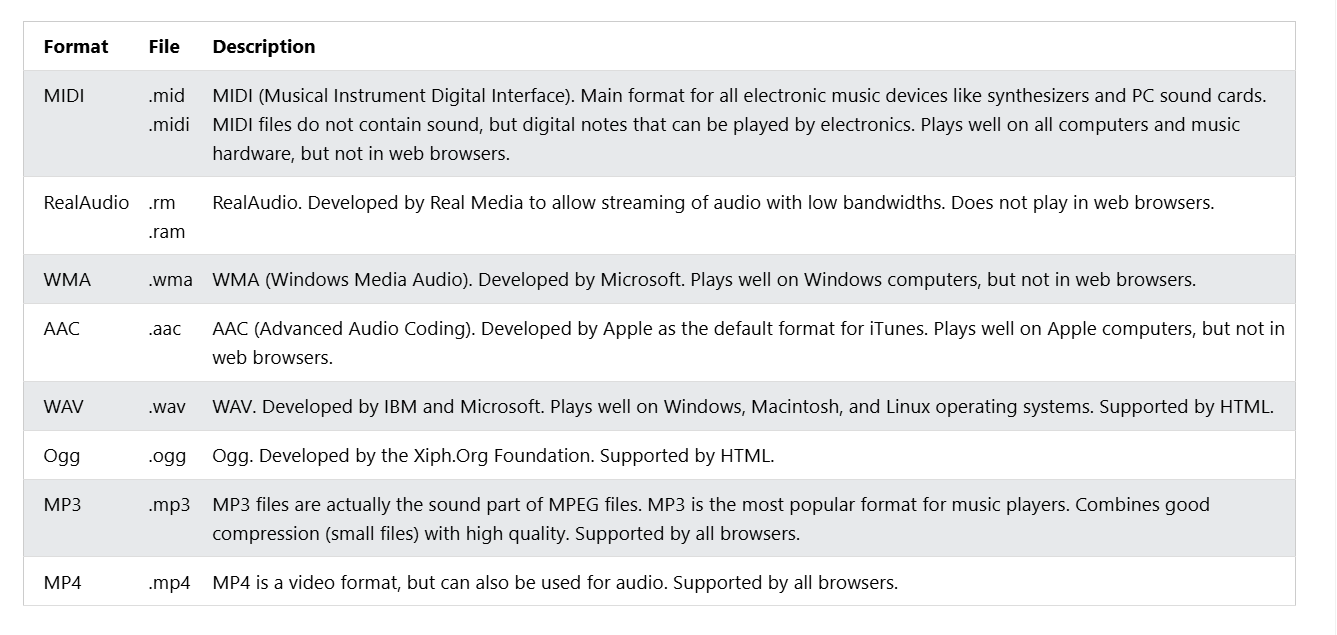 Format File Description
MIDI .mid MIDI (Musical Instrument Digital Interface). Main format for all electronic music devices like synthesizers and PC sound cards.
.midi MIDI files do not contain sound, but digital notes that can be played by electronics. Plays well on all computers and music
hardware, but not in web browsers.
RealAudio .rm RealAudio. Developed by Real Media to allow streaming of audio with low bandwidths. Does not play in web browsers.
.ram
WMA .wma WMA (Windows Media Audio). Developed by Microsoft. Plays well on Windows computers, but not in web browsers.
AAC .aac AAC (Advanced Audio Coding). Developed by Apple as the default format for iTunes. Plays well on Apple computers, but not in
web browsers.
WAV .wav WAV. Developed by IBM and Microsoft. Plays well on Windows, Macintosh, and Linux operating systems. Supported by HTML.
Ogg .ogg Ogg. Developed by the Xiph.Org Foundation. Supported by HTML.
MP3 .mp3 MP3 files are actually the sound part of MPEG files. MP3 is the most popular format for music players. Combines good
compression (small files) with high quality. Supported by all browsers.
MP4 .mp4 MP4 is a video format, but can also be used for audio. Supported by all browsers.